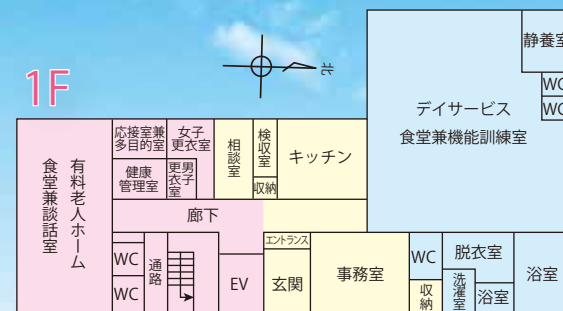 1F
北
静養室
WC
WC
デイサービス
食堂兼機能訓練室
有料老人ホーム
食堂兼談話室
応接室兼
多目的室
女子
更衣室
健康
管理室
男子
更衣室
相談室
検収室
収納
キッチン
廊下
エントランス
WC
WC
通路
EV
玄関
事務室
WC
収納
脱衣室
洗濯室
浴室
浴室